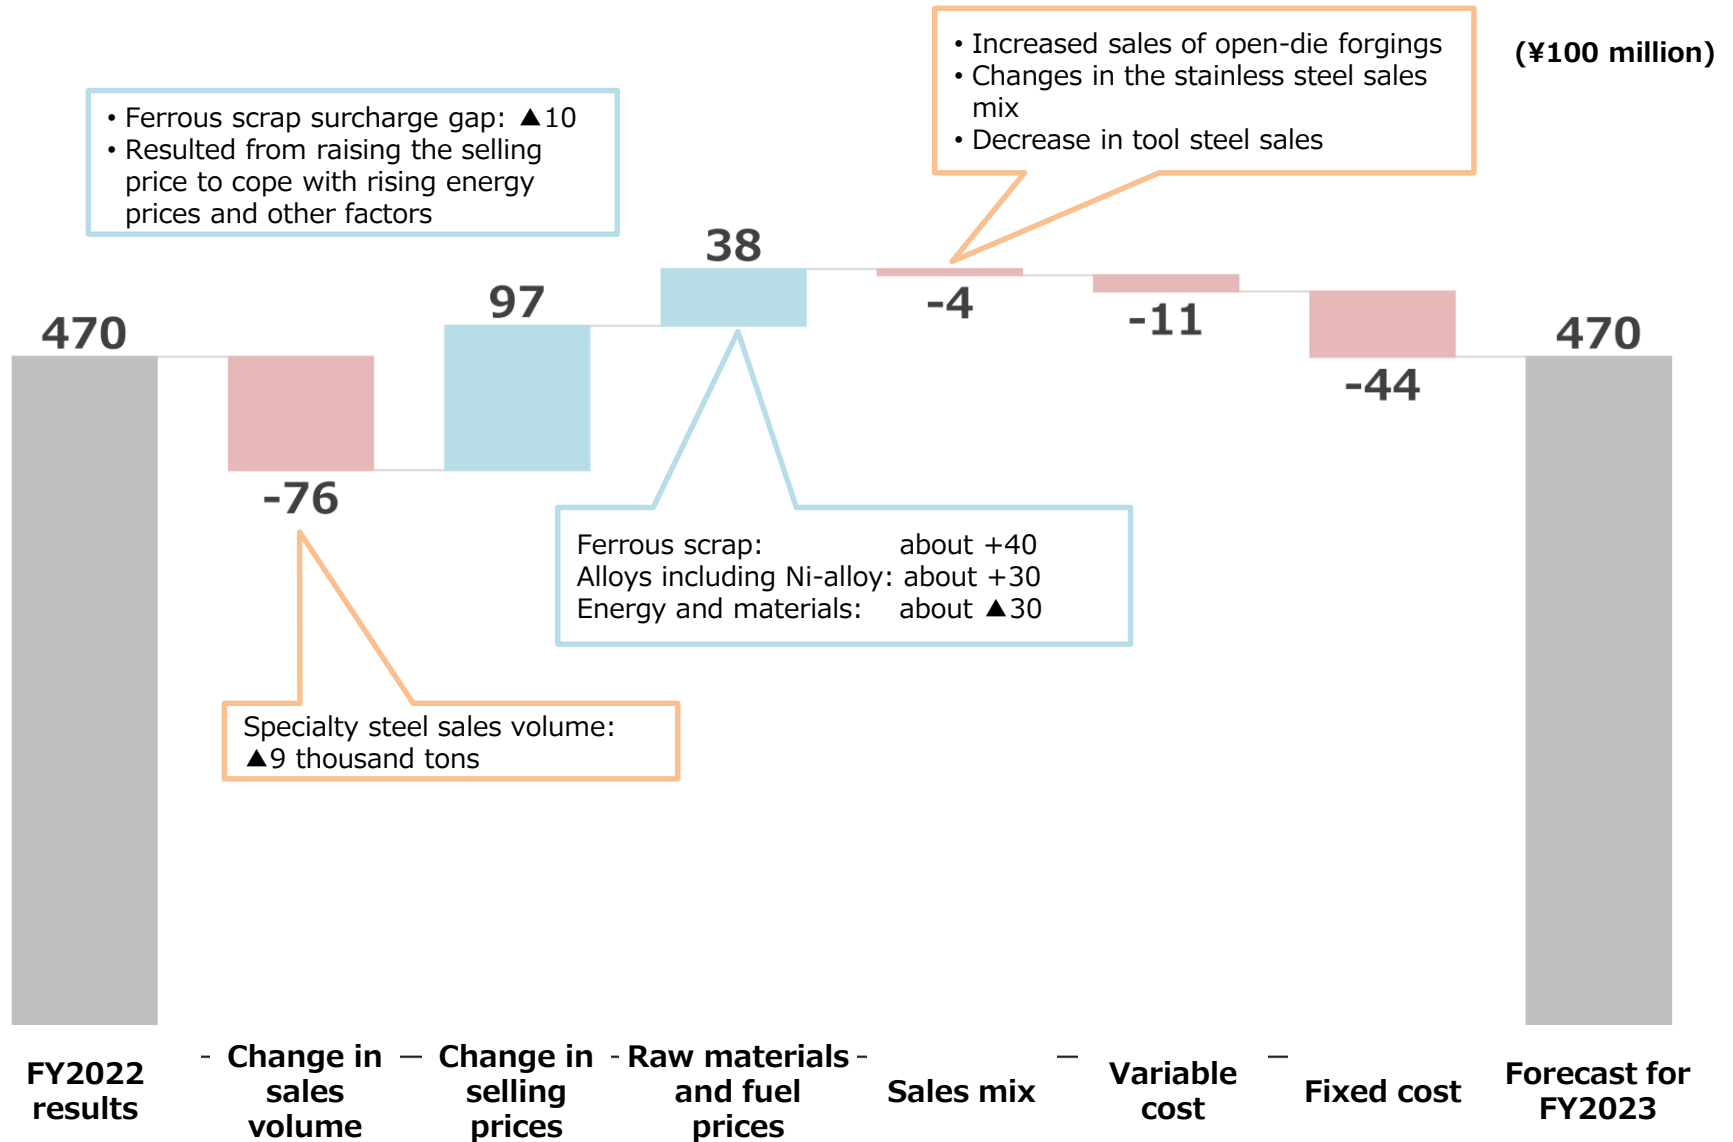 (¥100 million)
• Increased sales of open-die forgings
• Changes in the stainless steel sales
mix
• Decrease in tool steel sales
• Ferrous scrap surcharge gap: ▲10
• Resulted from raising the selling
price to cope with rising energy
prices and other factors
470
-76
97
38
-4
-11
-44
470
Ferrous scrap: about +40
Alloys including Ni-alloy: about +30
Energy and materials: about ▲30
Specialty steel sales volume:
▲9 thousand tons
FY2022
results
Change in
sales
volume
Change in
selling
prices
Raw materials
and fuel
prices
Sales mix
Variable
cost
Fixed cost
Forecast for
FY2023